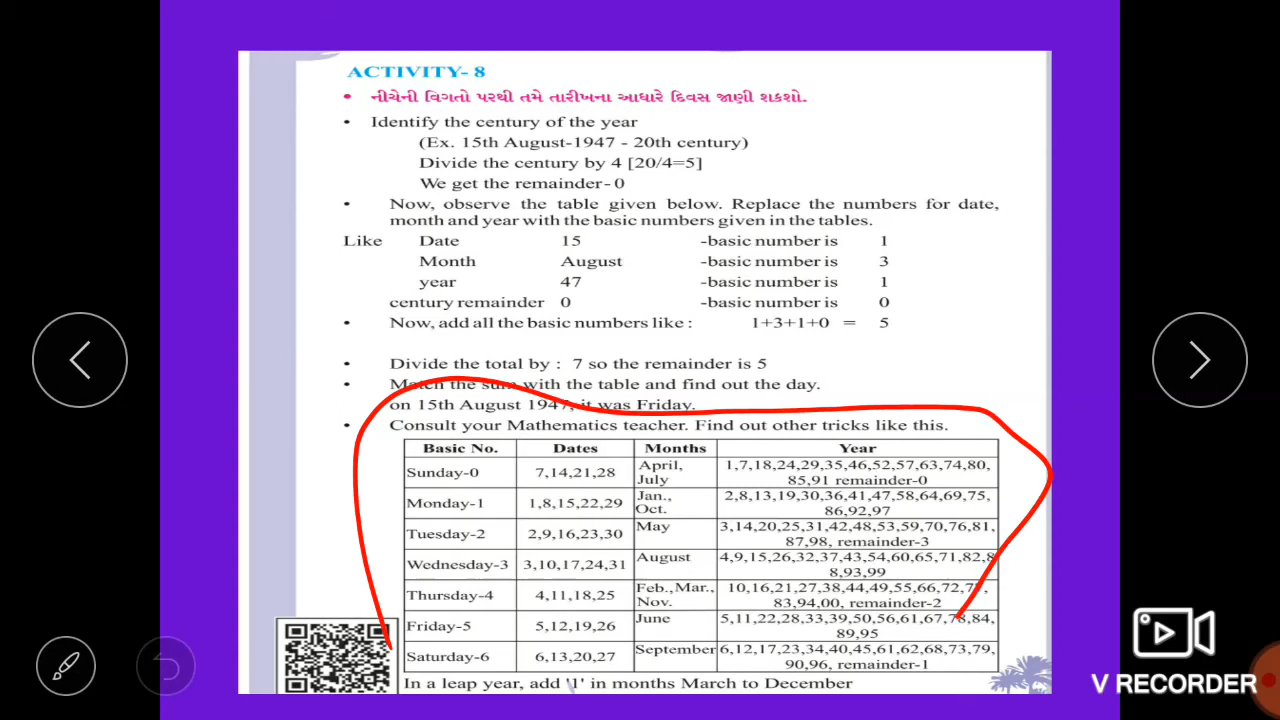 ACTIVITY- 8
• નીચેની વિગતો પરથી તમે તારીખના આધારે દિવસ જાણી શકશો.
• Identify the century of the year
(Ex. 15th August-1947 - 20th century)
Divide the century by 4 [20/4=5]
We get the remainder-0
• Now, observe the table given below. Replace the numbers for date,
month and year with the basic numbers given in the tables.
Like Date 15 -basic number is 1
Month August -basic number is 3
year 47 -basic number is 1
century remainder 0 -basic number is 0
• Now, add all the basic numbers like : 1+3+1+0 = 5
• Divide the total by : 7 so the remainder is 5
• Match the sum with the table and find out the day.
on 15th August 1947, it was Friday.
• Consult your Mathematics teacher. Find out other tricks like this.
Basic No. Dates Months Year
Sunday-0 7,14,21,28 April, July 1,7,18,24,29,35,46,52,57,63,74,80,
85,91 remainder-0
Monday-1 1,8,15,22,29 Jan., Oct. 2,8,13,19,30,36,41,47,58,64,69,75,
86,92,97
Tuesday-2 2,9,16,23,30 May 3,14,20,25,31,42,48,53,59,70,76,81,
87,98, remainder-3
Wednesday-3 3,10,17,24,31 August 4,9,15,26,32,37,43,54,60,65,71,82,8
8,93,99
Thursday-4 4,11,18,25 Feb.,Mar., Nov. 10,16,21,27,38,44,49,55,66,72,77,
83,94,00, remainder-2
Friday-5 5,12,19,26 June 5,11,22,28,33,39,50,56,61,67,78,84,
89,95
Saturday-6 6,13,20,27 September 6,12,17,23,34,40,45,61,62,68,73,79,
90,96, remainder-1
In a leap year, add '1' in months March to December
V RECORDER